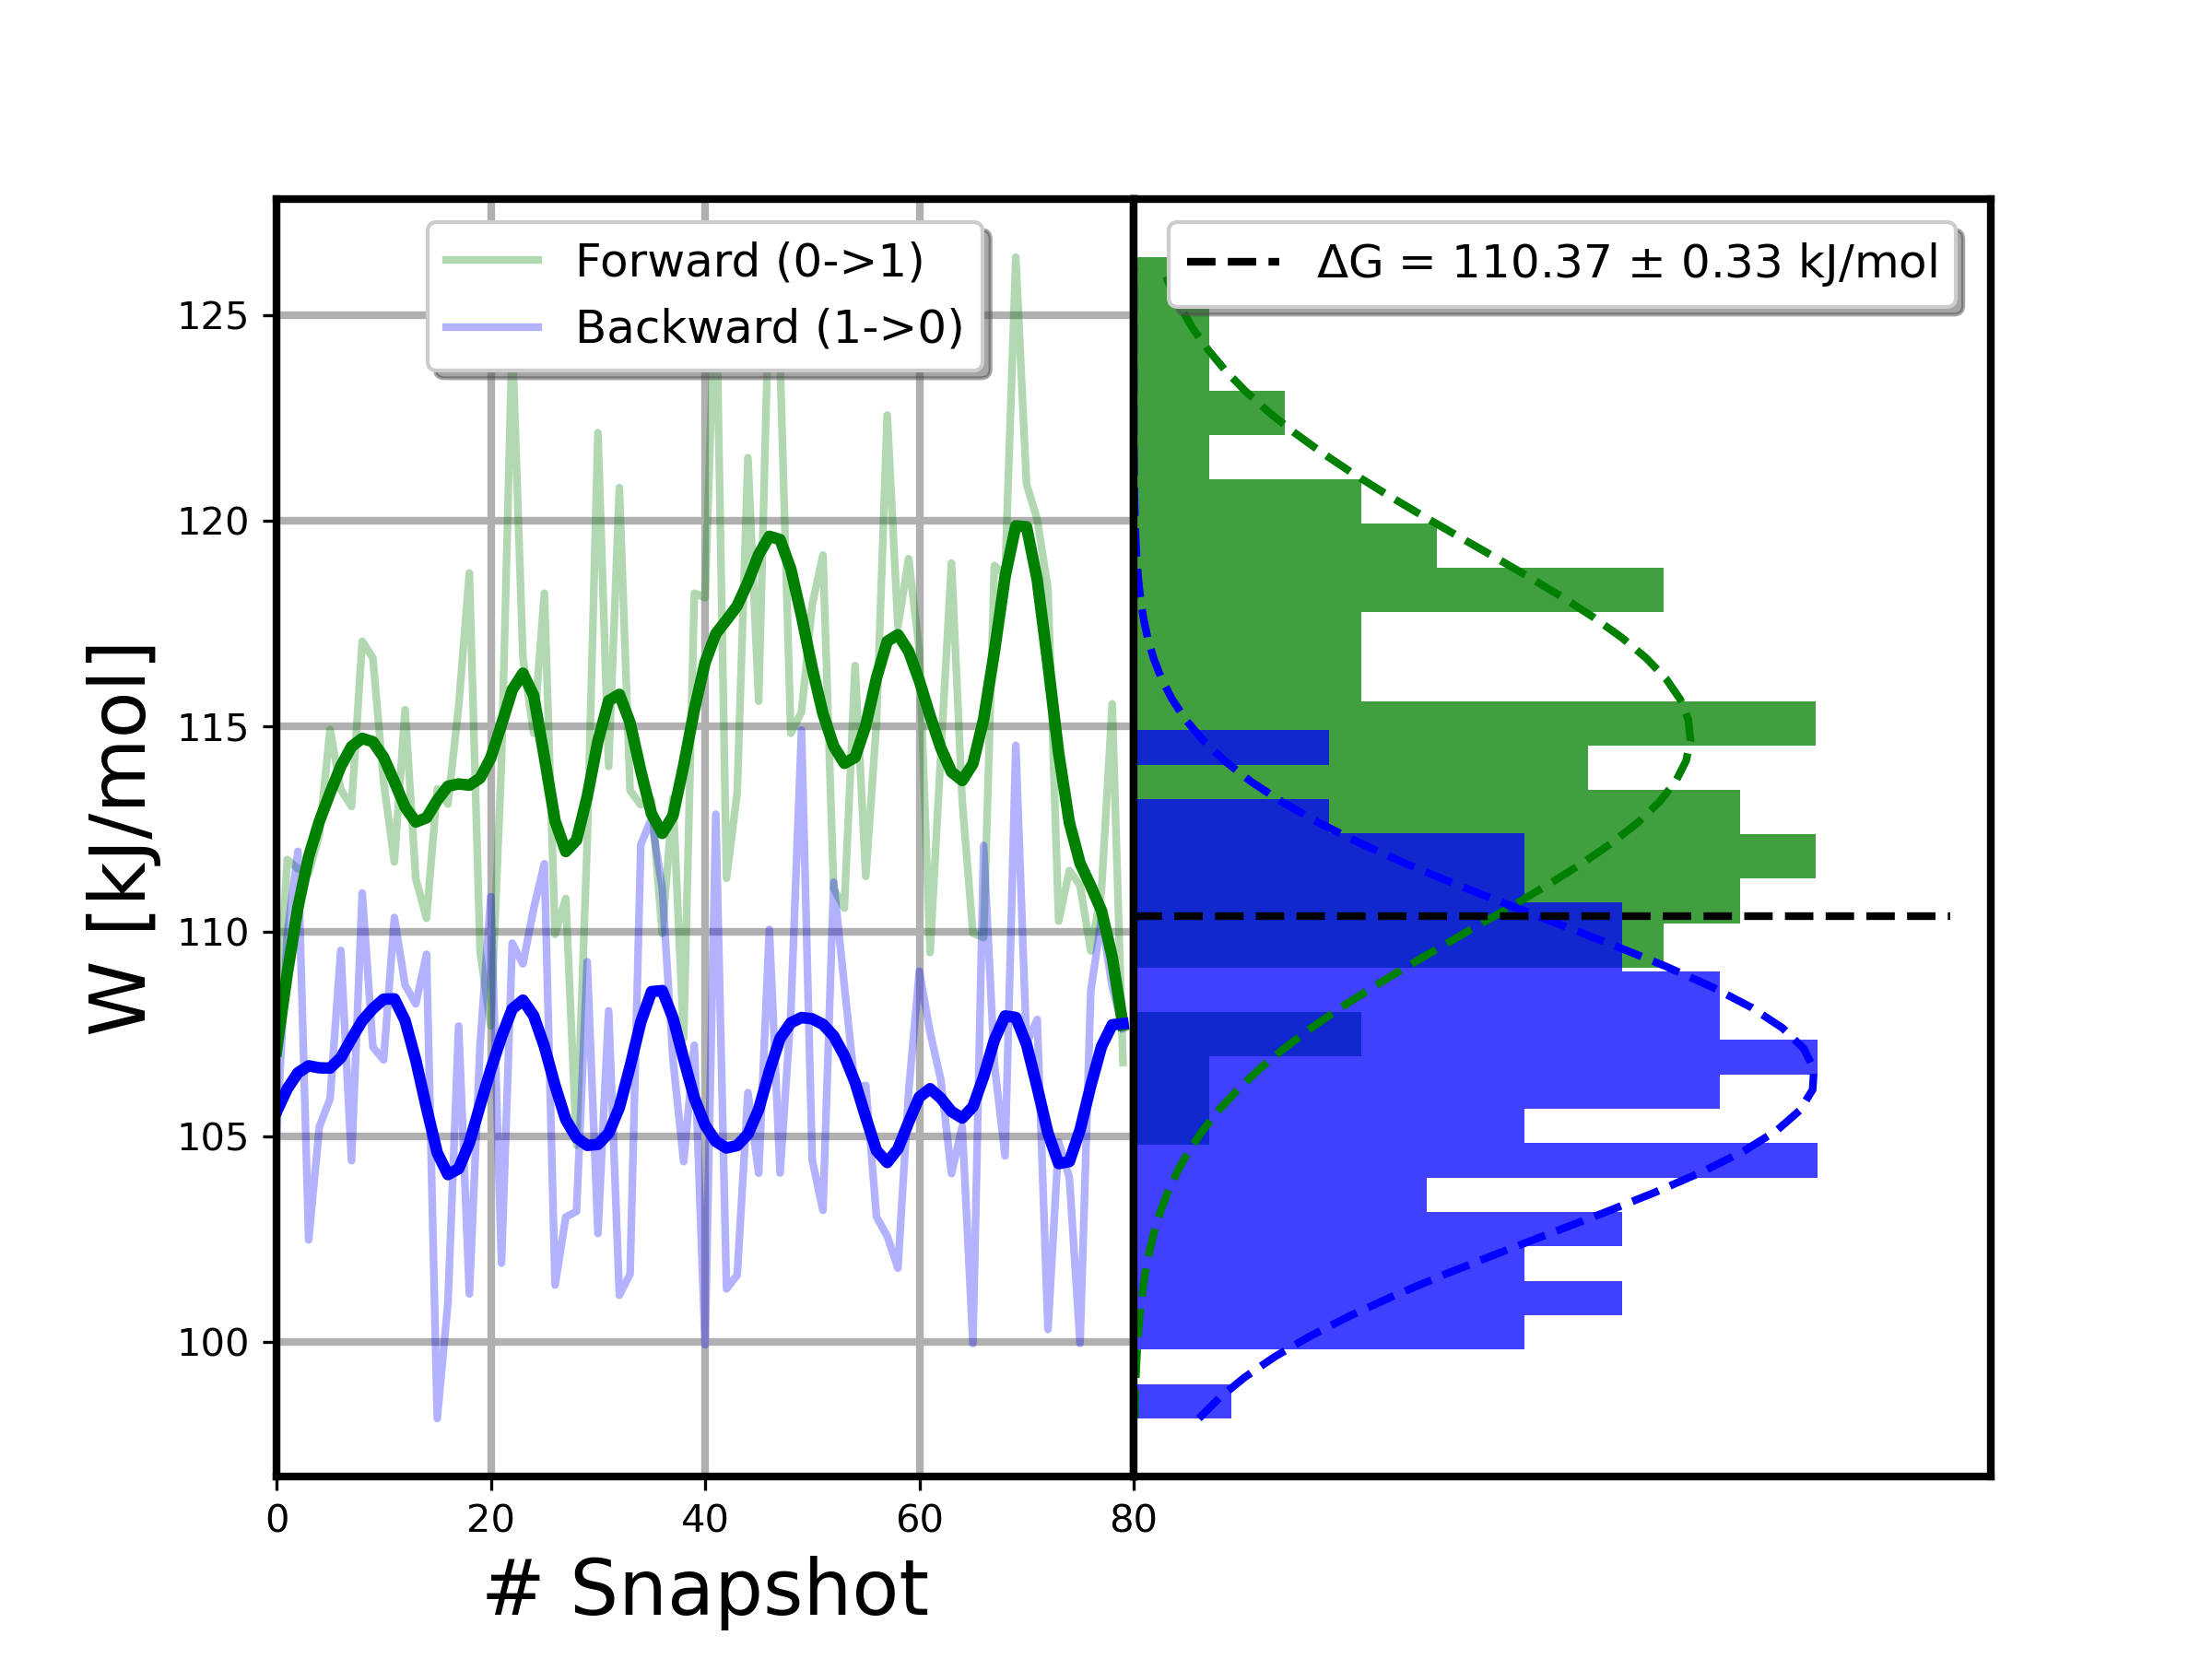 Forward (0->1)
Backward (1->0)
ΔG = 110.37 ± 0.33 kJ/mol
125
120
115
110
105
100
W [kJ/mol]
0
20
40
60
80
# Snapshot